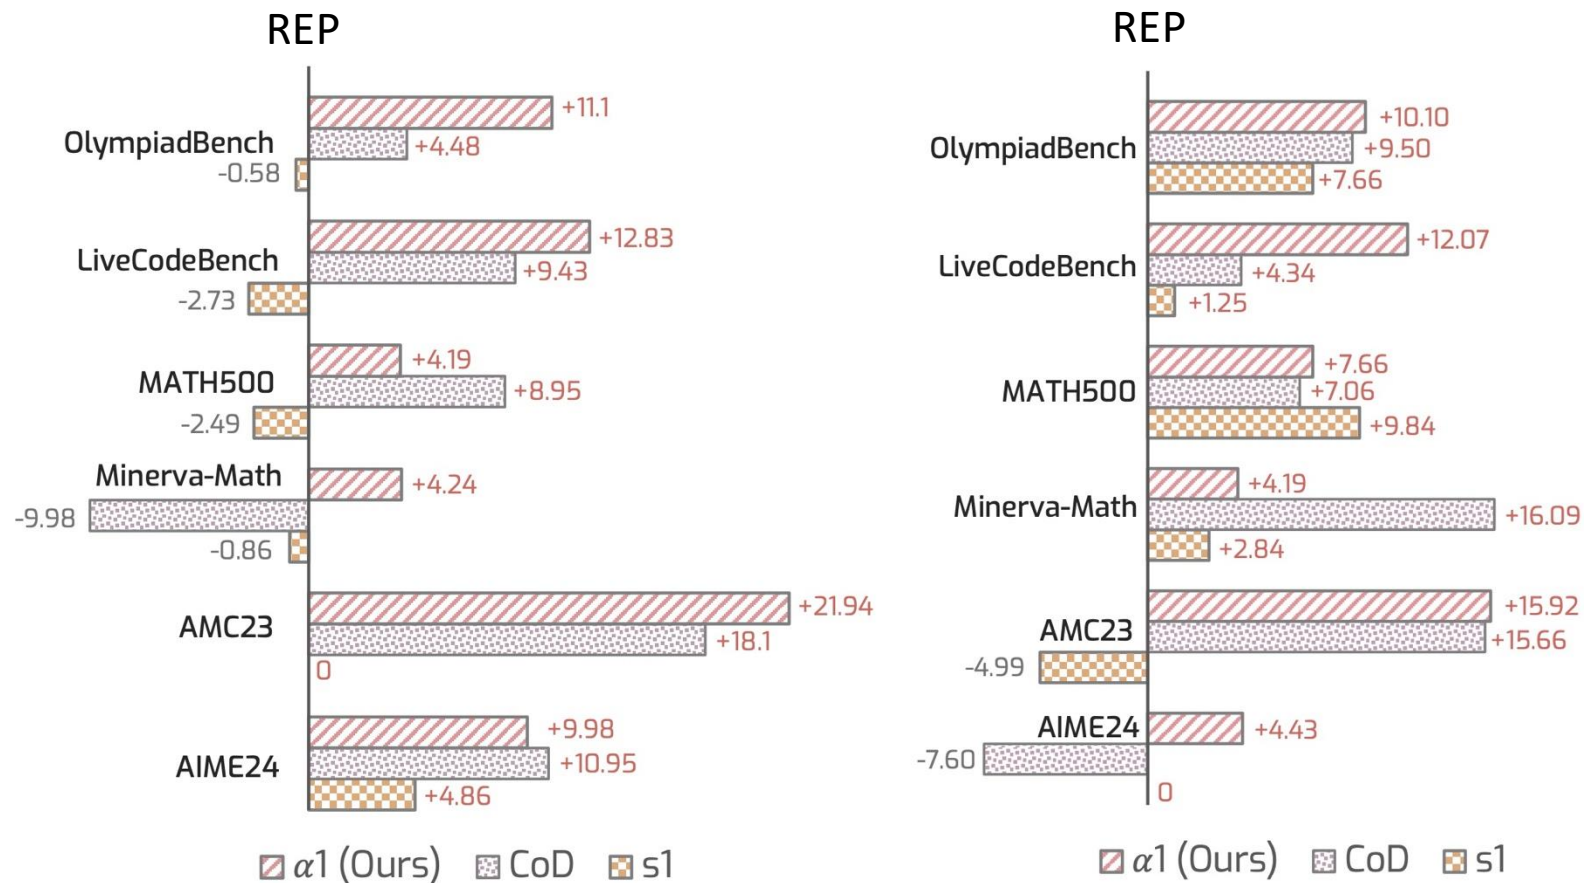 REP
OlympiadBench
+11.1
+4.48
-0.58
LiveCodeBench
+12.83
+9.43
-2.73
MATH500
+4.19
+8.95
-2.49
Minerva-Math
+4.24
-9.98
-0.86
AMC23
+21.94
+18.1
0
AIME24
+9.98
+10.95
+4.86
α1 (Ours) CoD s1
REP
OlympiadBench
+10.10
+9.50
+7.66
LiveCodeBench
+12.07
+4.34
+1.25
MATH500
+7.66
+7.06
+9.84
Minerva-Math
+4.19
+16.09
+2.84
AMC23
+15.92
+15.66
-4.99
AIME24
+4.43
-7.60
0
α1 (Ours) CoD s1